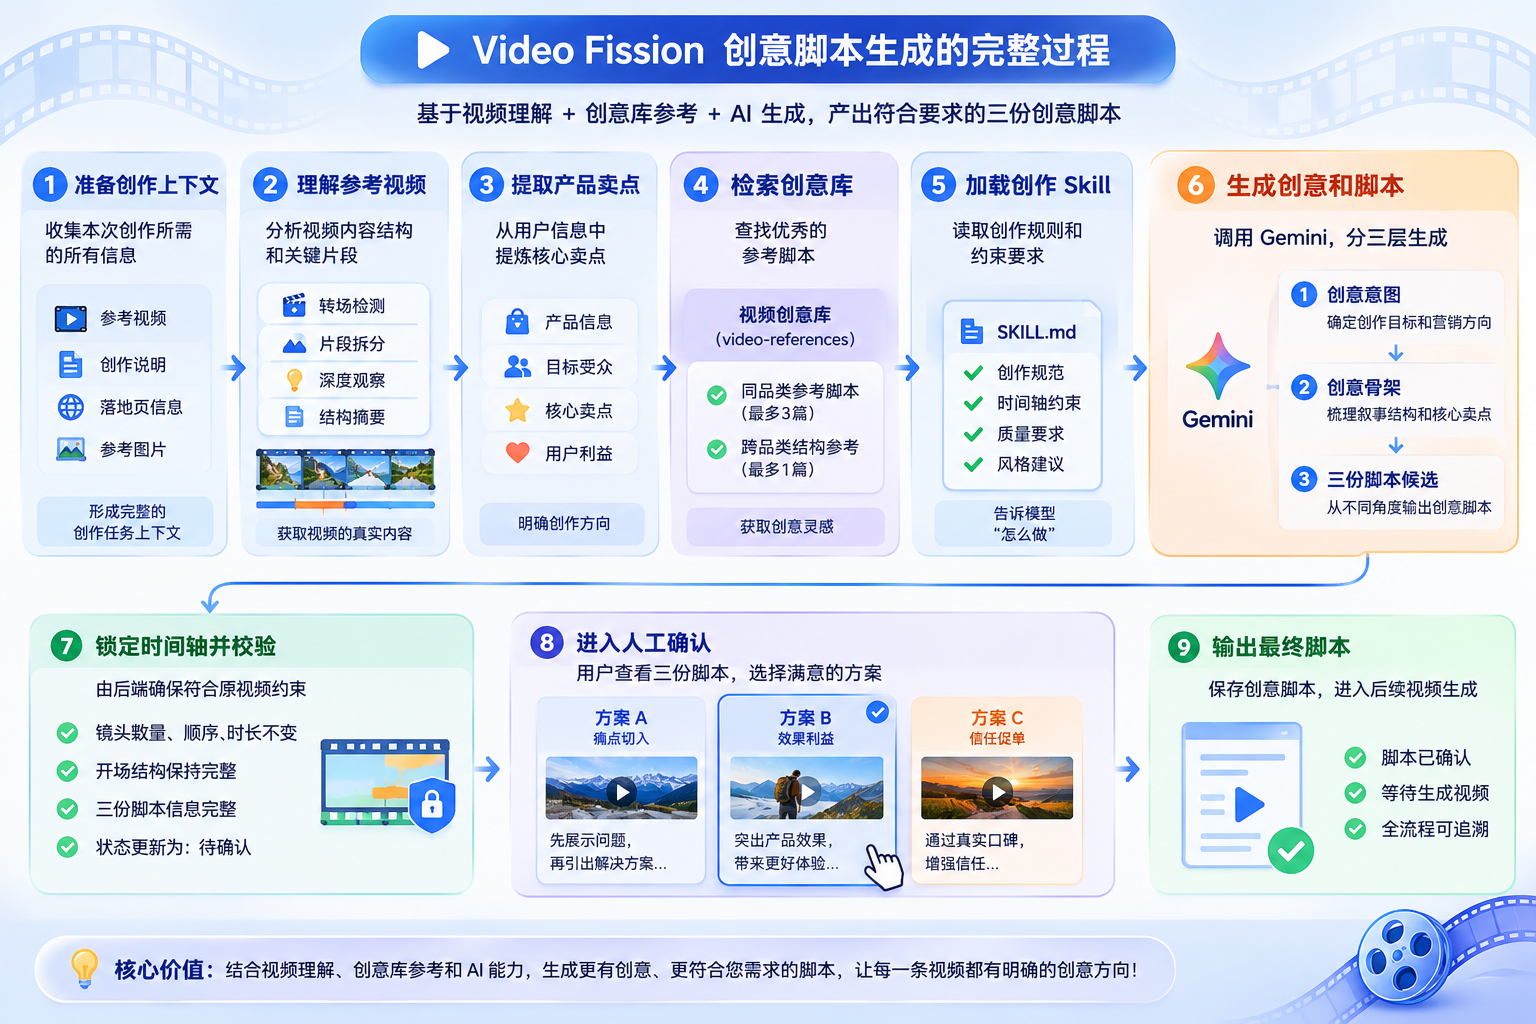 Video Fission 创意脚本生成的完整过程
基于视频理解 + 创意库参考 + AI 生成，产出符合要求的三份创意脚本
1 准备创作上下文
收集本次创作所需
的所有信息
参考视频
创作说明
落地页信息
参考图片
形成完整的
创作任务上下文
2 理解参考视频
分析视频内容结构
和关键片段
转场检测
片段拆分
深度观察
结构摘要
获取视频的真实内容
3 提取产品卖点
从用户信息中
提炼核心卖点
产品信息
目标受众
核心卖点
用户利益
明确创作方向
4 检索创意库
查找优秀的
参考脚本
视频创意库
（video-references）
同品类参考脚本
（最多3篇）
跨品类结构参考
（最多1篇）
获取创意灵感
5 加载创作 Skill
读取创作规则和
约束要求
SKILL.md
创作规范
时间轴约束
质量要求
风格建议
告诉模型
“怎么做”
6 生成创意和脚本
调用 Gemini，分三层生成
Gemini
1 创意意图
确定创作目标和营销方向
2 创意骨架
梳理叙事结构和核心卖点
3 三份脚本候选
从不同角度输出创意脚本
7 锁定时间轴并校验
由后端确保符合原视频约束
镜头数量、顺序、时长不变
开场结构保持完整
三份脚本信息完整
状态更新为：待确认
8 进入人工确认
用户查看三份脚本，选择满意的方案
方案 A
痛点切入
先展示问题，
再引出解决方案...
方案 B
效果利益
突出产品效果，
带来更好体验...
方案 C
信任促单
通过真实口碑，
增强信任...
9 输出最终脚本
保存创意脚本，进入后续视频生成
脚本已确认
等待生成视频
全流程可追溯
核心价值：结合视频理解、创意库参考和 AI 能力，生成更有创意、更符合您需求的脚本，让每一条视频都有明确的创意方向！